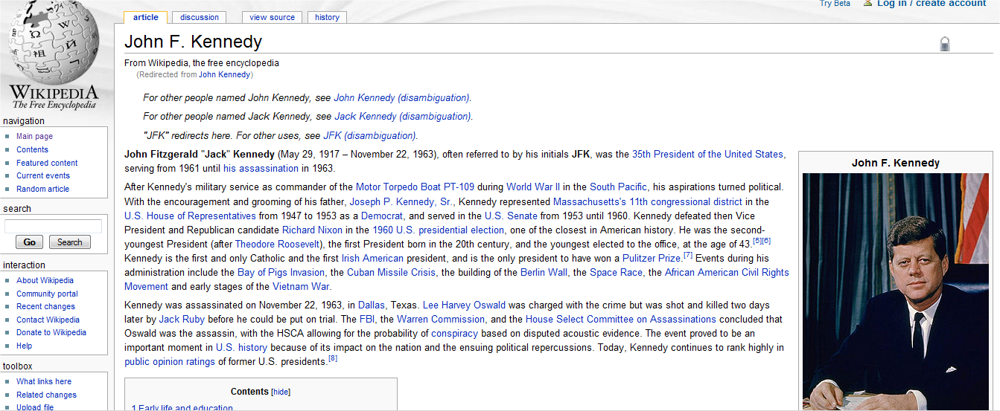 Try Beta Log in / create account
article discussion view source history
John F. Kennedy
From Wikipedia, the free encyclopedia
(Redirected from John Kennedy)
For other people named John Kennedy, see John Kennedy (disambiguation).
For other people named Jack Kennedy, see Jack Kennedy (disambiguation).
"JFK" redirects here. For other uses, see JFK (disambiguation).
John Fitzgerald "Jack" Kennedy (May 29, 1917 – November 22, 1963), often referred to by his initials JFK, was the 35th President of the United States,
serving from 1961 until his assassination in 1963.
After Kennedy's military service as commander of the Motor Torpedo Boat PT-109 during World War II in the South Pacific, his aspirations turned political.
With the encouragement and grooming of his father, Joseph P. Kennedy, Sr., Kennedy represented Massachusetts's 11th congressional district in the
U.S. House of Representatives from 1947 to 1953 as a Democrat, and served in the U.S. Senate from 1953 until 1960. Kennedy defeated then Vice
President and Republican candidate Richard Nixon in the 1960 U.S. presidential election, one of the closest in American history. He was the second-
youngest President (after Theodore Roosevelt), the first President born in the 20th century, and the youngest elected to the office, at the age of 43.[5][6]
Kennedy is the first and only Catholic and the first Irish American president, and is the only president to have won a Pulitzer Prize.[7] Events during his
administration include the Bay of Pigs Invasion, the Cuban Missile Crisis, the building of the Berlin Wall, the Space Race, the African American Civil Rights
Movement and early stages of the Vietnam War.
Kennedy was assassinated on November 22, 1963, in Dallas, Texas. Lee Harvey Oswald was charged with the crime but was shot and killed two days
later by Jack Ruby before he could be put on trial. The FBI, the Warren Commission, and the House Select Committee on Assassinations concluded that
Oswald was the assassin, with the HSCA allowing for the probability of conspiracy based on disputed acoustic evidence. The event proved to be an
important moment in U.S. history because of its impact on the nation and the ensuing political repercussions. Today, Kennedy continues to rank highly in
public opinion ratings of former U.S. presidents.[8]
Contents [hide]
1 Early life and education
John F. Kennedy
Ω W И
WIKIPEDIA
The Free Encyclopedia
navigation
Main page
Contents
Featured content
Current events
Random article
search
Go Search
interaction
About Wikipedia
Community portal
Recent changes
Contact Wikipedia
Donate to Wikipedia
Help
toolbox
What links here
Related changes
Upload file